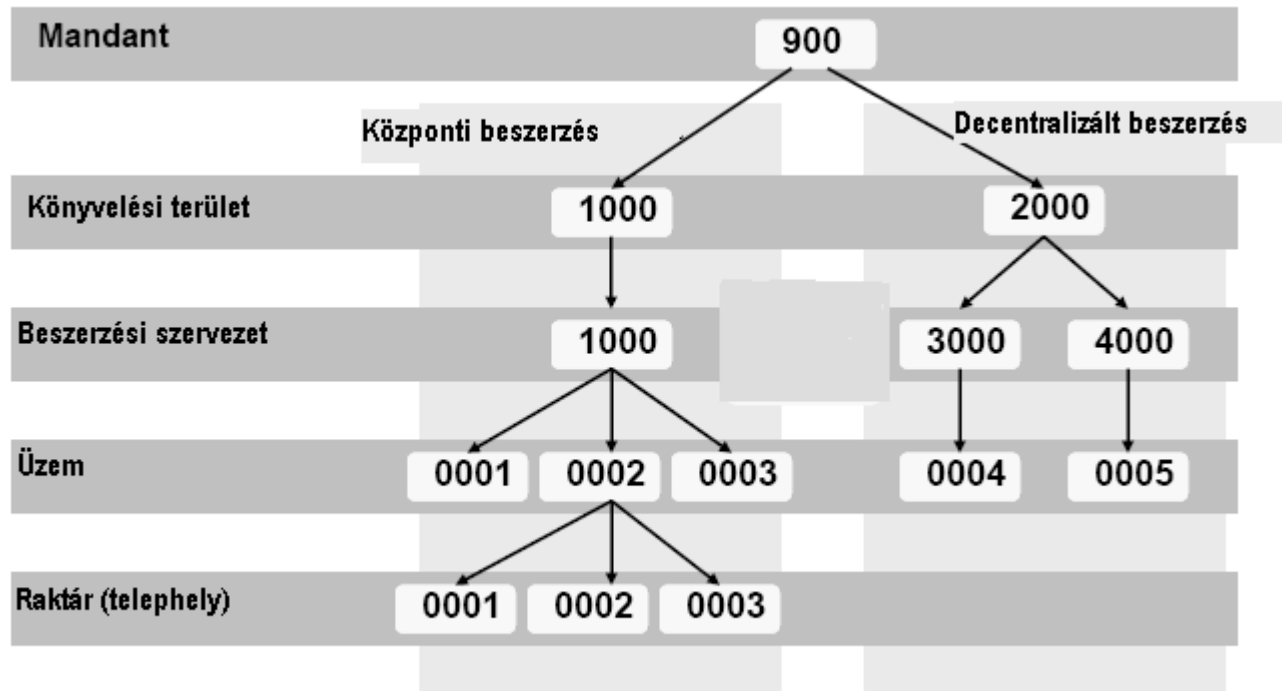 Mandant
900
Központi beszerzés
Decentralizált beszerzés
Könyvelési terület
1000
2000
Beszerzési szervezet
1000
3000
4000
Üzem
0001
0002
0003
0004
0005
Raktár (telephely)
0001
0002
0003